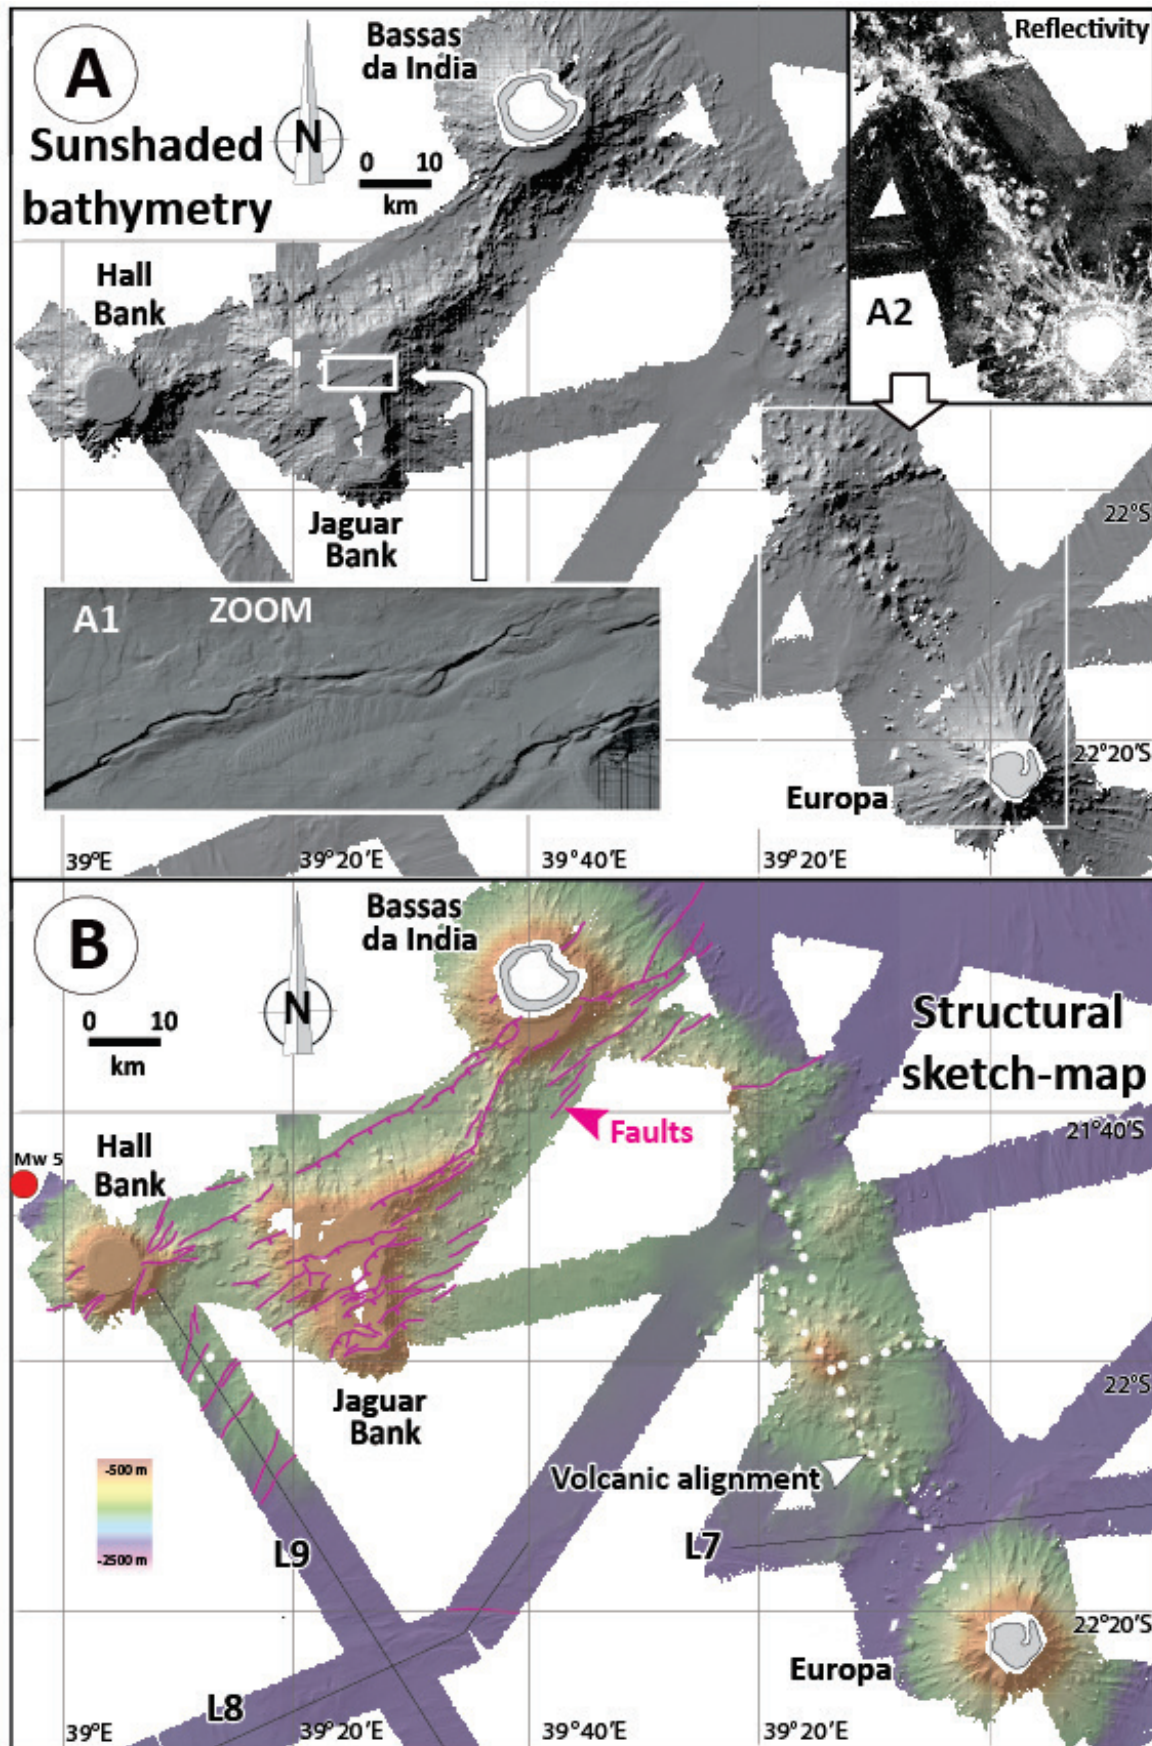 A
Sunshaded
bathymetry
N
0 10
km
Bassas
da India
Reflectivity
A2
Hall
Bank
Jaguar
Bank
22°S
A1
ZOOM
22°20'S
Europa
39°E
39°20'E
39°40'E
39°20'E
B
Bassas
da India
N
0 10
km
Structural
sketch-map
Faults
21°40'S
Mw 5
Hall
Bank
22°S
Jaguar
Bank
-500 m
-2500 m
Volcanic alignment
L9
L7
22°20'S
Europa
L8
39°E
39°20'E
39°40'E
39°20'E